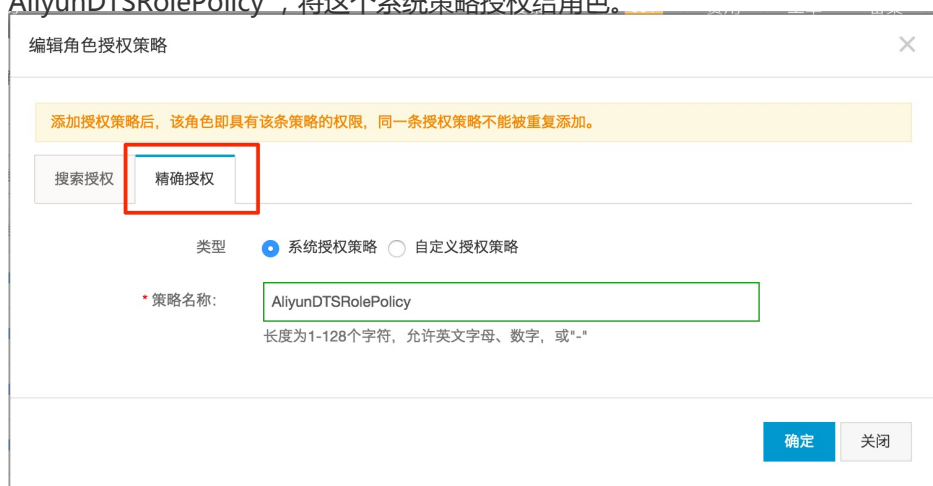 AliyunDTSRolePolicy",将这个系统策略授权给角色。
编辑角色授权策略
添加授权策略后，该角色即具有该条策略的权限，同一条授权策略不能被重复添加。
搜索授权 精确授权
类型 系统授权策略 自定义授权策略
*策略名称: AliyunDTSRolePolicy
长度为1-128个字符，允许英文字母、数字，或"-"
确定 关闭